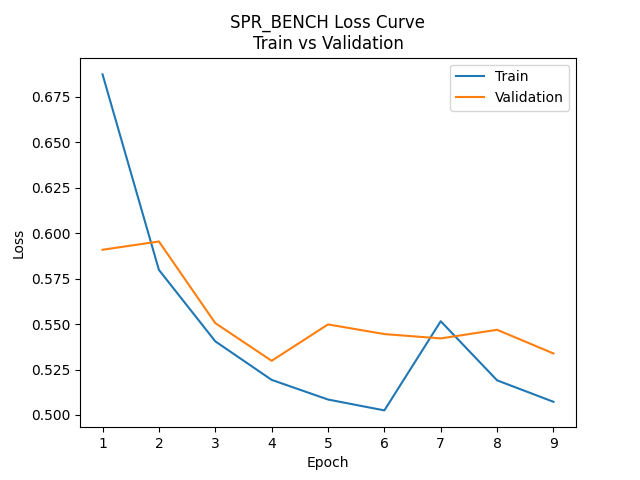 SPR_BENCH Loss Curve
Train vs Validation
Train
Validation
0.675
0.650
0.625
0.600
0.575
0.550
0.525
0.500
Loss
1 2 3 4 5 6 7 8 9
Epoch